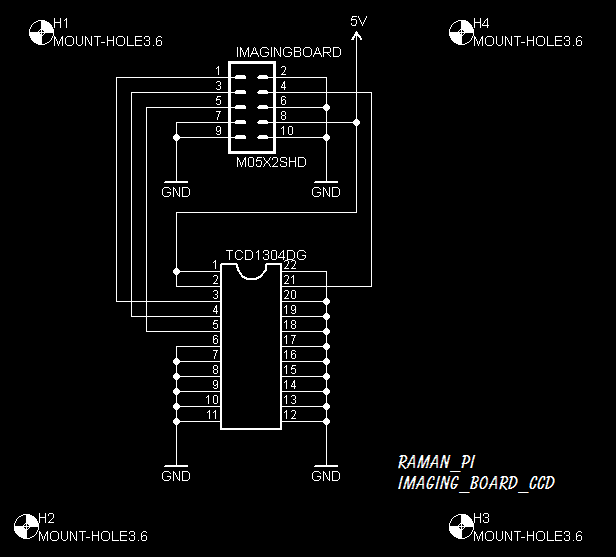 H1
MOUNT-HOLE3.6
H4
MOUNT-HOLE3.6
5V
IMAGINGBOARD
1 2
3 4
5 6
7 8
9 10
M05X2SHD
GND GND
TCD1304DG
1 22
2 21
3 20
4 19
5 18
6 17
7 16
8 15
9 14
10 13
11 12
GND GND
RAMAN_PI
IMAGING_BOARD_CCD
H2
MOUNT-HOLE3.6
H3
MOUNT-HOLE3.6